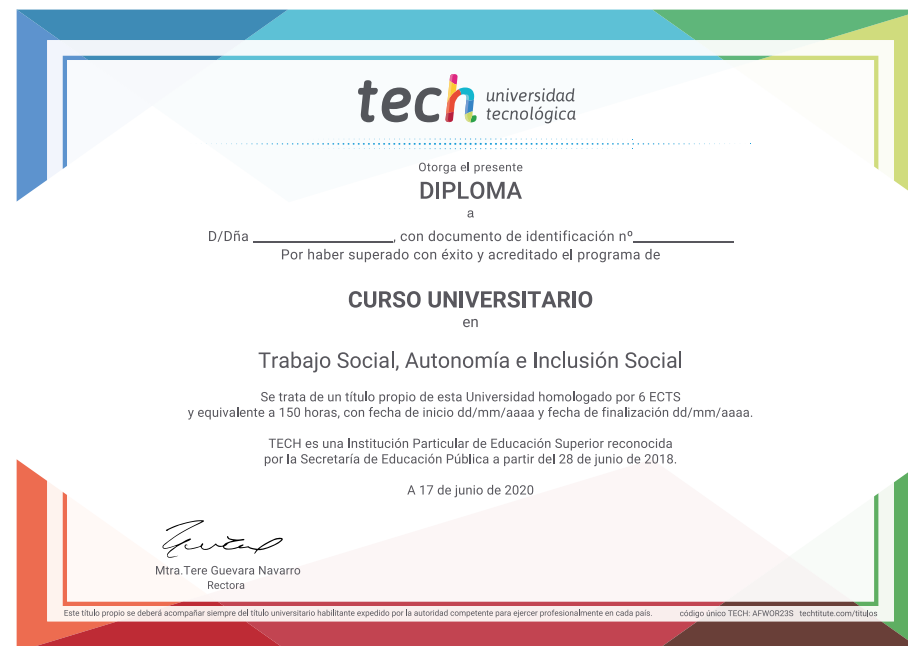 tech universidad
tecnológica
Otorga el presente
DIPLOMA
a
D/Dña ____________, con documento de identificación nº____________
Por haber superado con éxito y acreditado el programa de
CURSO UNIVERSITARIO
en
Trabajo Social, Autonomía e Inclusión Social
Se trata de un título propio de esta Universidad homologado por 6 ECTS
y equivalente a 150 horas, con fecha de inicio dd/mm/aaaa y fecha de finalización dd/mm/aaaa.
TECH es una Institución Particular de Educación Superior reconocida
por la Secretaría de Educación Pública a partir del 28 de junio de 2018.
A 17 de junio de 2020
Mtra.Tere Guevara Navarro
Rectora
Este título propio se deberá acompañar siempre del título universitario habilitante expedido por la autoridad competente para ejercer profesionalmente en cada país. código único TECH: AFWOR23S techtitute.com/titulos